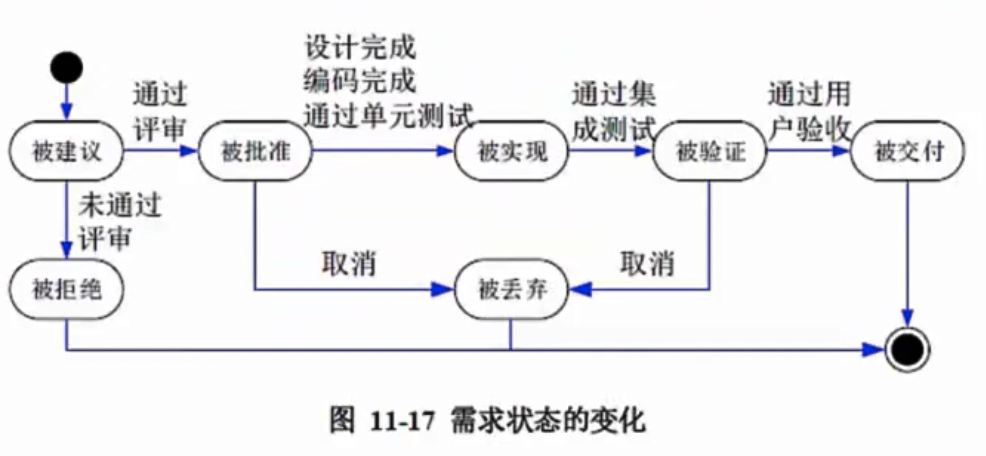 设计完成
编码完成
通过单元测试
通过
评审
通过集
成测试
通过用
户验收
被建议
被批准
被实现
被验证
被交付
未通过
评审
取消
取消
被拒绝
被丢弃
图 11-17 需求状态的变化